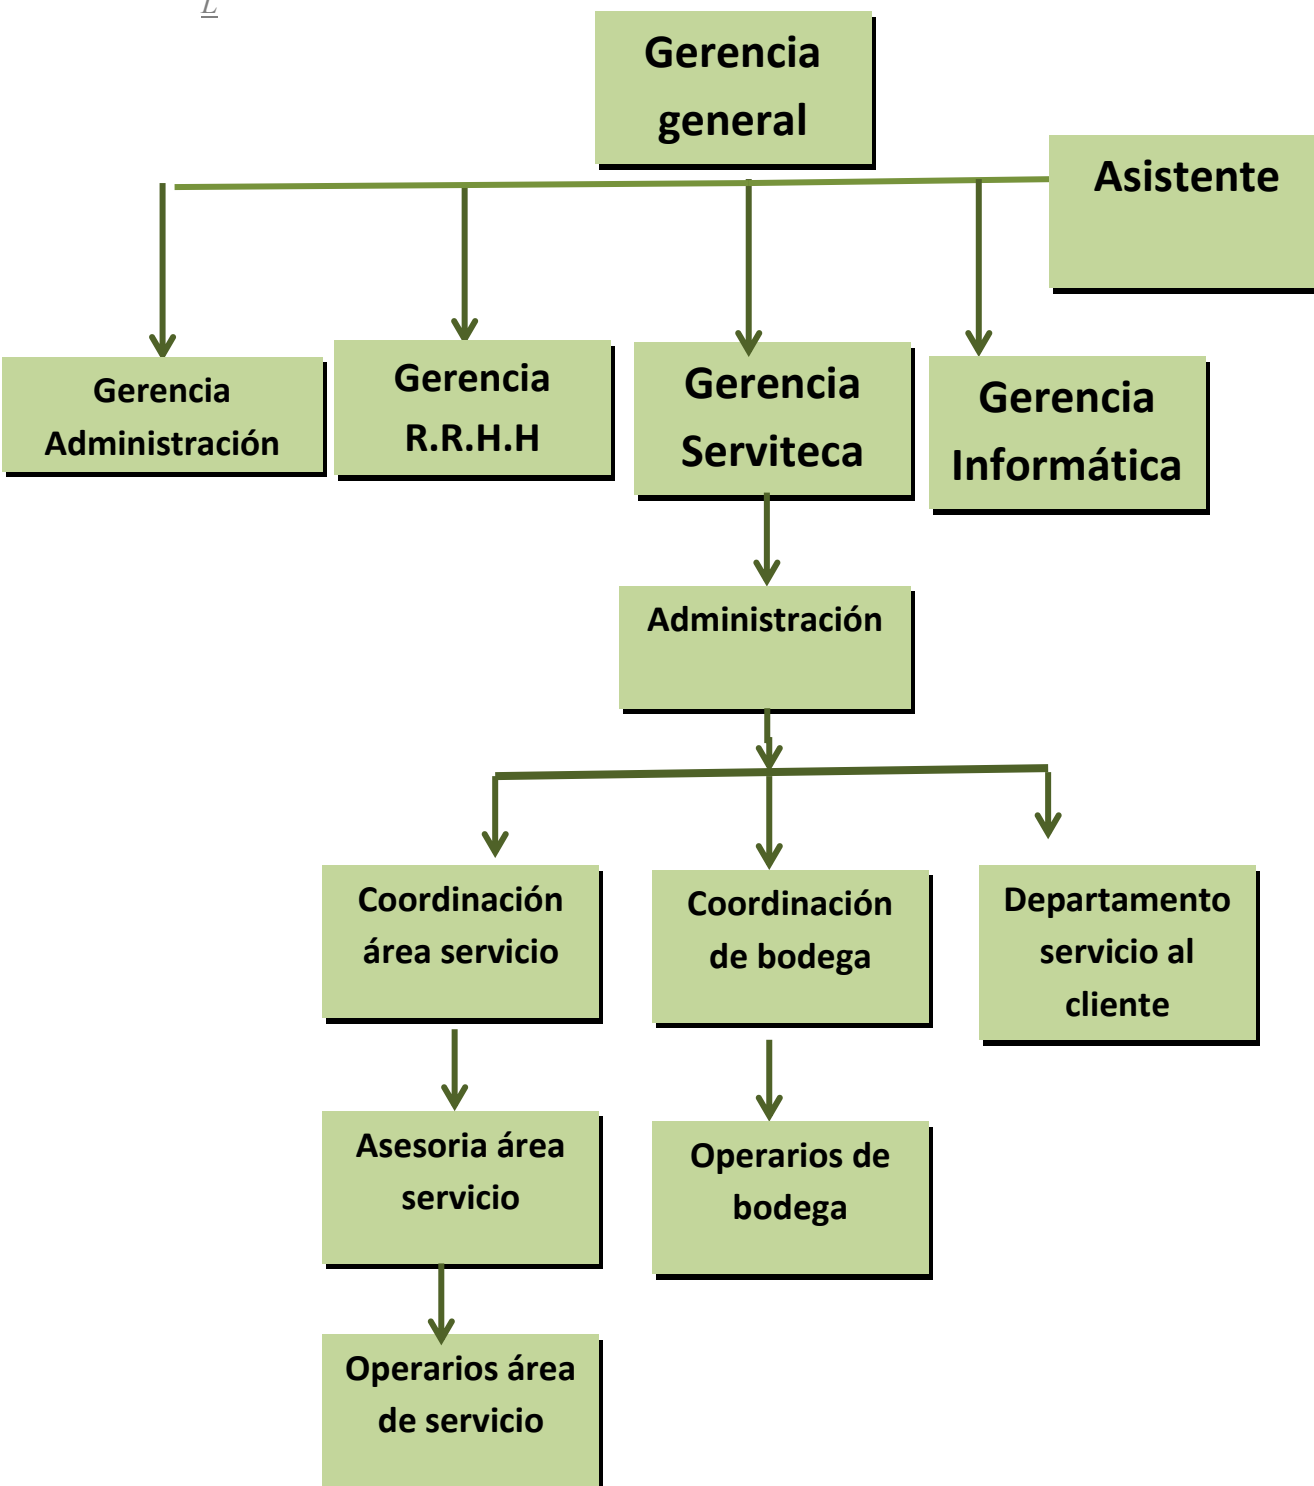 L
Gerencia
general
Asistente
Gerencia
Administración
Gerencia
R.R.H.H
Gerencia
Serviteca
Gerencia
Informática
Administración
Coordinación
área servicio
Coordinación
de bodega
Departamento
servicio al
cliente
Asesoria área
servicio
Operarios de
bodega
Operarios área
de servicio